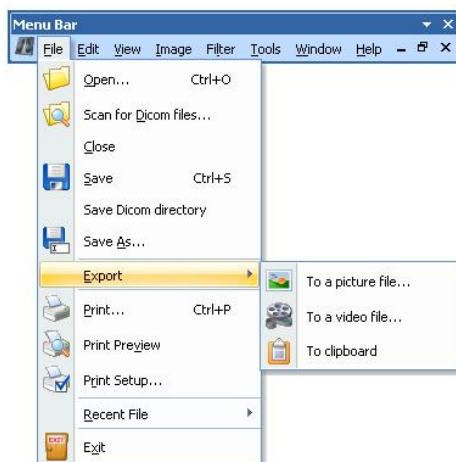 Menu Bar
File Edit View Image Filter Tools Window Help
Open... Ctrl+O
Scan for Dicom files...
Close
Save Ctrl+S
Save Dicom directory
Save As...
Export
To a picture file...
Print... Ctrl+P
To a video file...
Print Preview
To clipboard
Print Setup...
Recent File
EXIT
Exit